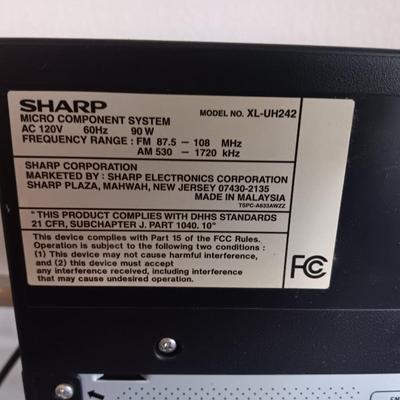 SHARP
MODEL NO. XL-UH242
MICRO COMPONENT SYSTEM
AC 120V 60Hz 90 W
FREQUENCY RANGE : FM 87.5 - 108 MHz
AM 530 - 1720 kHz
SHARP CORPORATION
MARKETED BY : SHARP ELECTRONICS CORPORATION
SHARP PLAZA, MAHWAH, NEW JERSEY 07430-2135
MADE IN MALAYSIA
TSPC-A633AWZZ
"THIS PRODUCT COMPLIES WITH DHHS STANDARDS
21 CFR, SUBCHAPTER J. PART 1040. 10"
This device complies with Part 15 of the FCC Rules.
Operation is subject to the following two conditions :
(1) This device may not cause harmful interference,
and (2) this device must accept
any interference received, including interference
that may cause undesired operation.
FC